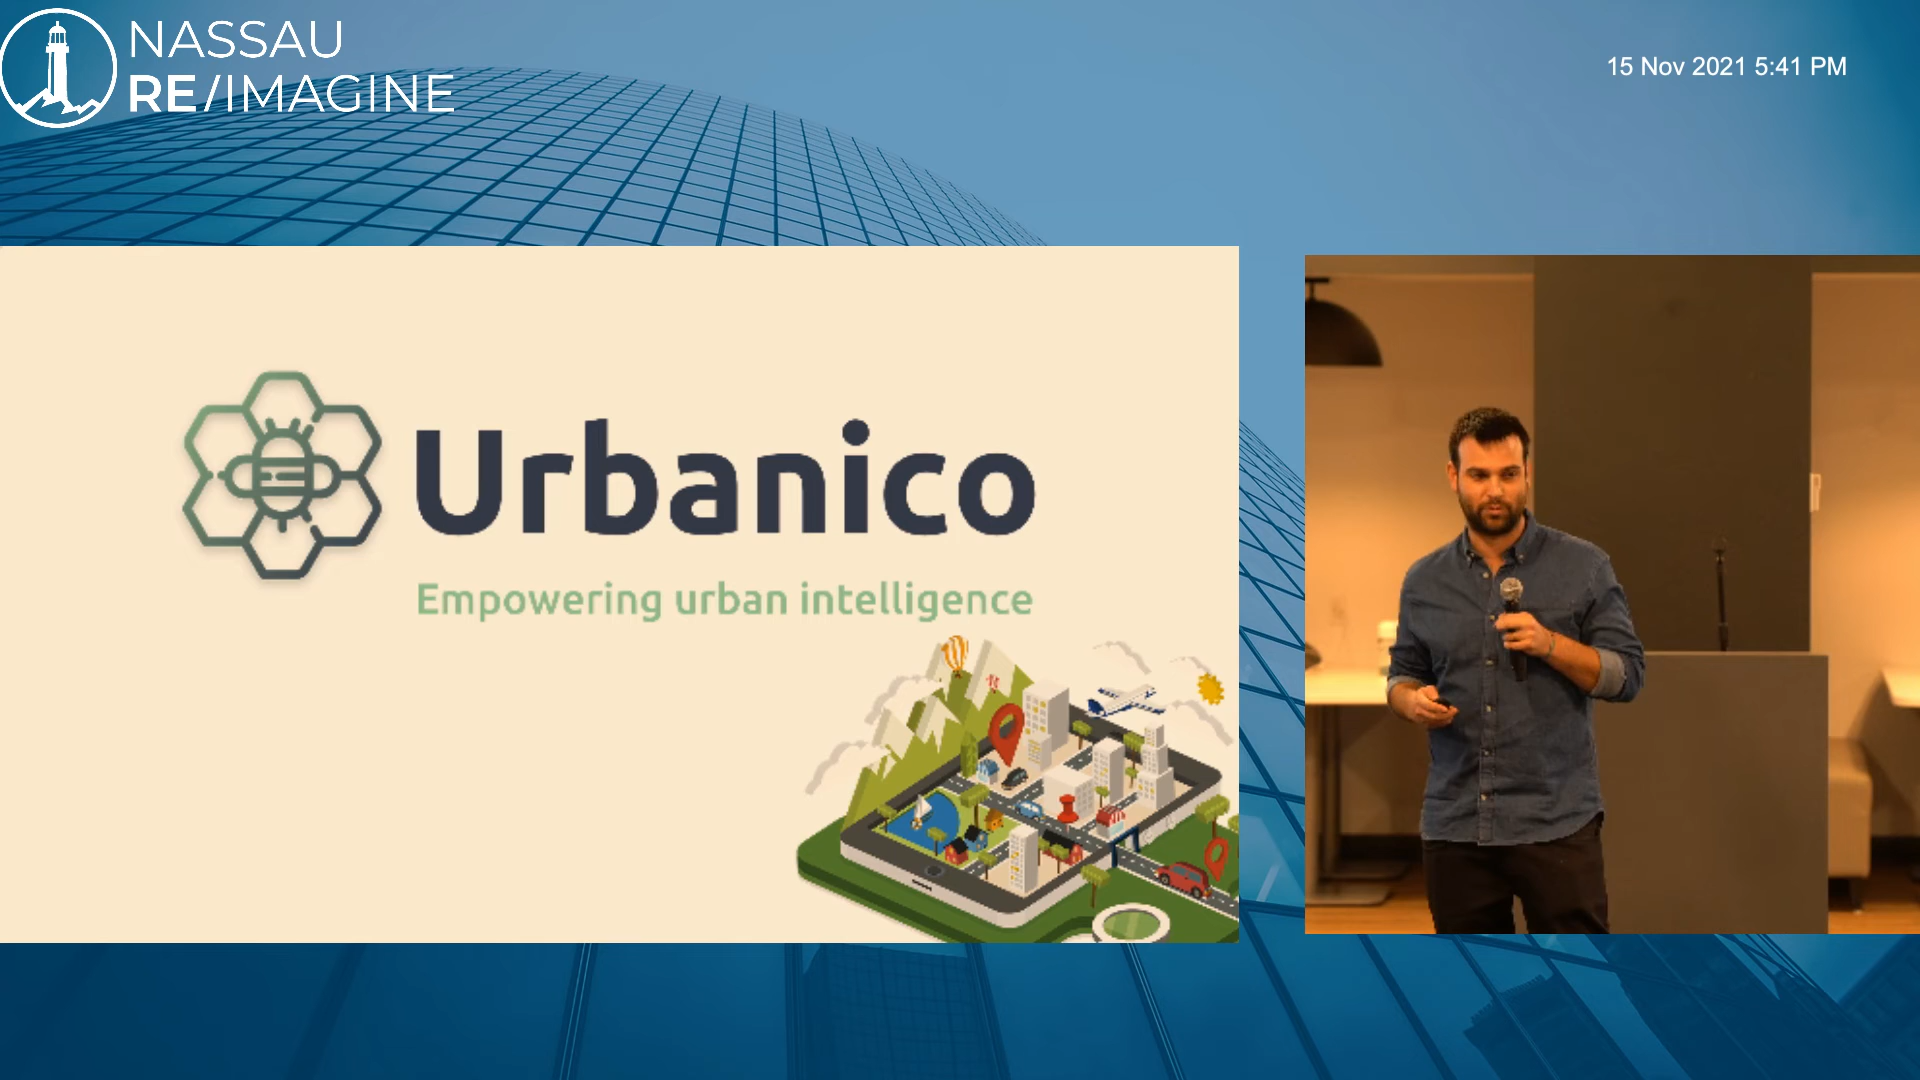 NASSAU
RE/IMAGINE
15 Nov 2021 5:41 PM
Urbanico
Empowering urban intelligence